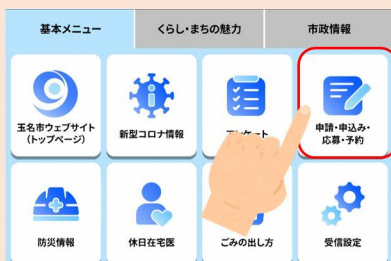 基本メニュー
くらし・まちの魅力
市政情報
玉名市ウェブサイト
(トップページ)
新型コロナ情報
アンケート
申請・申込み・
応募・予約
防災情報
休日在宅医
ごみの出し方
受信設定